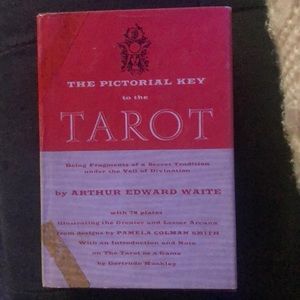 THE PICTORIAL KEY
to the
TAROT
Being Fragments of a Secret Tradition
under the Veil of Divination
by ARTHUR EDWARD WAITE
with 78 plates
illustrating the Greater and Lesser Arcana
from designs by PAMELA COLMAN SMITH
With an Introduction and Note
on The Tarot as a Game
by Gertrude Moakley